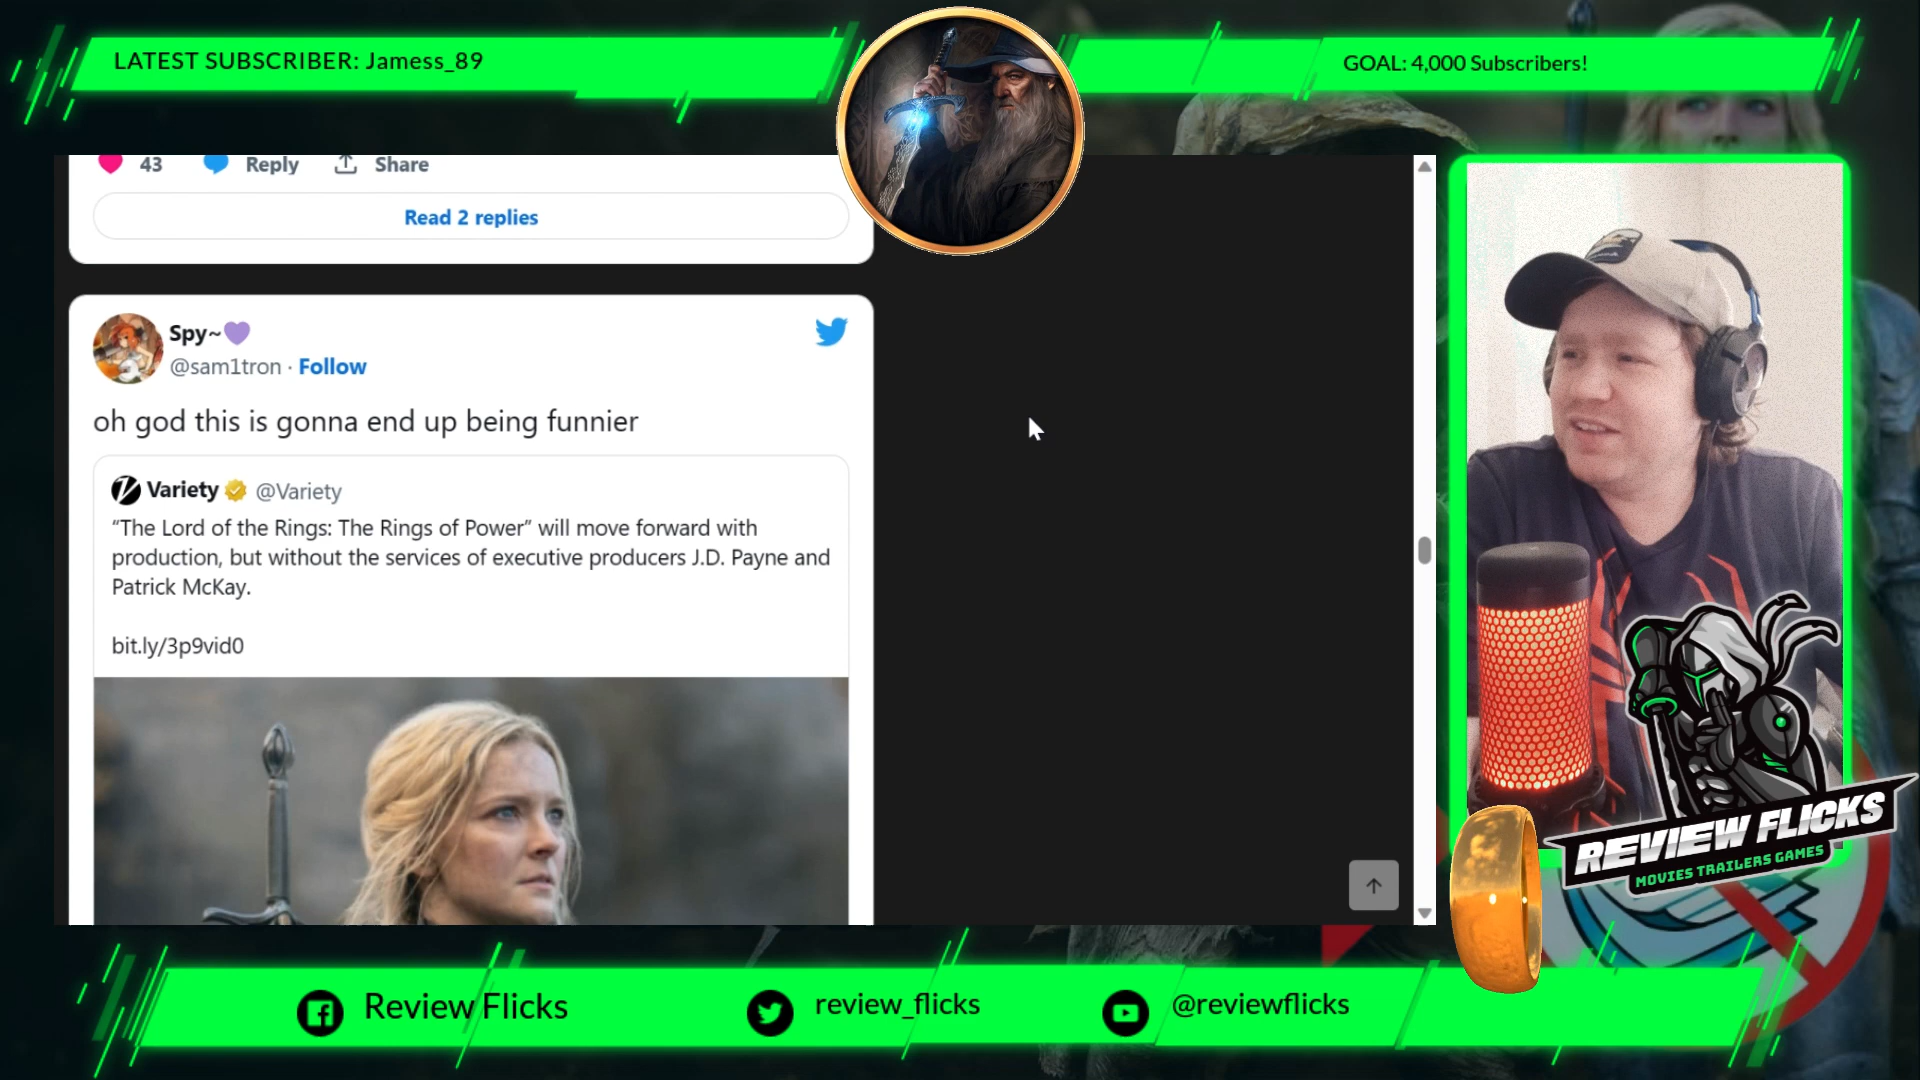 LATEST SUBSCRIBER: Jamess_89
GOAL: 4,000 Subscribers!
43 Reply Share
Read 2 replies
Spy~
@sam1tron · Follow
oh god this is gonna end up being funnier
Variety @Variety
“The Lord of the Rings: The Rings of Power” will move forward with
production, but without the services of executive producers J.D. Payne and
Patrick McKay.
bit.ly/3p9vid0
REVIEW FLICKS
MOVIES TRAILERS GAMES
Review Flicks
review_flicks
@reviewflicks